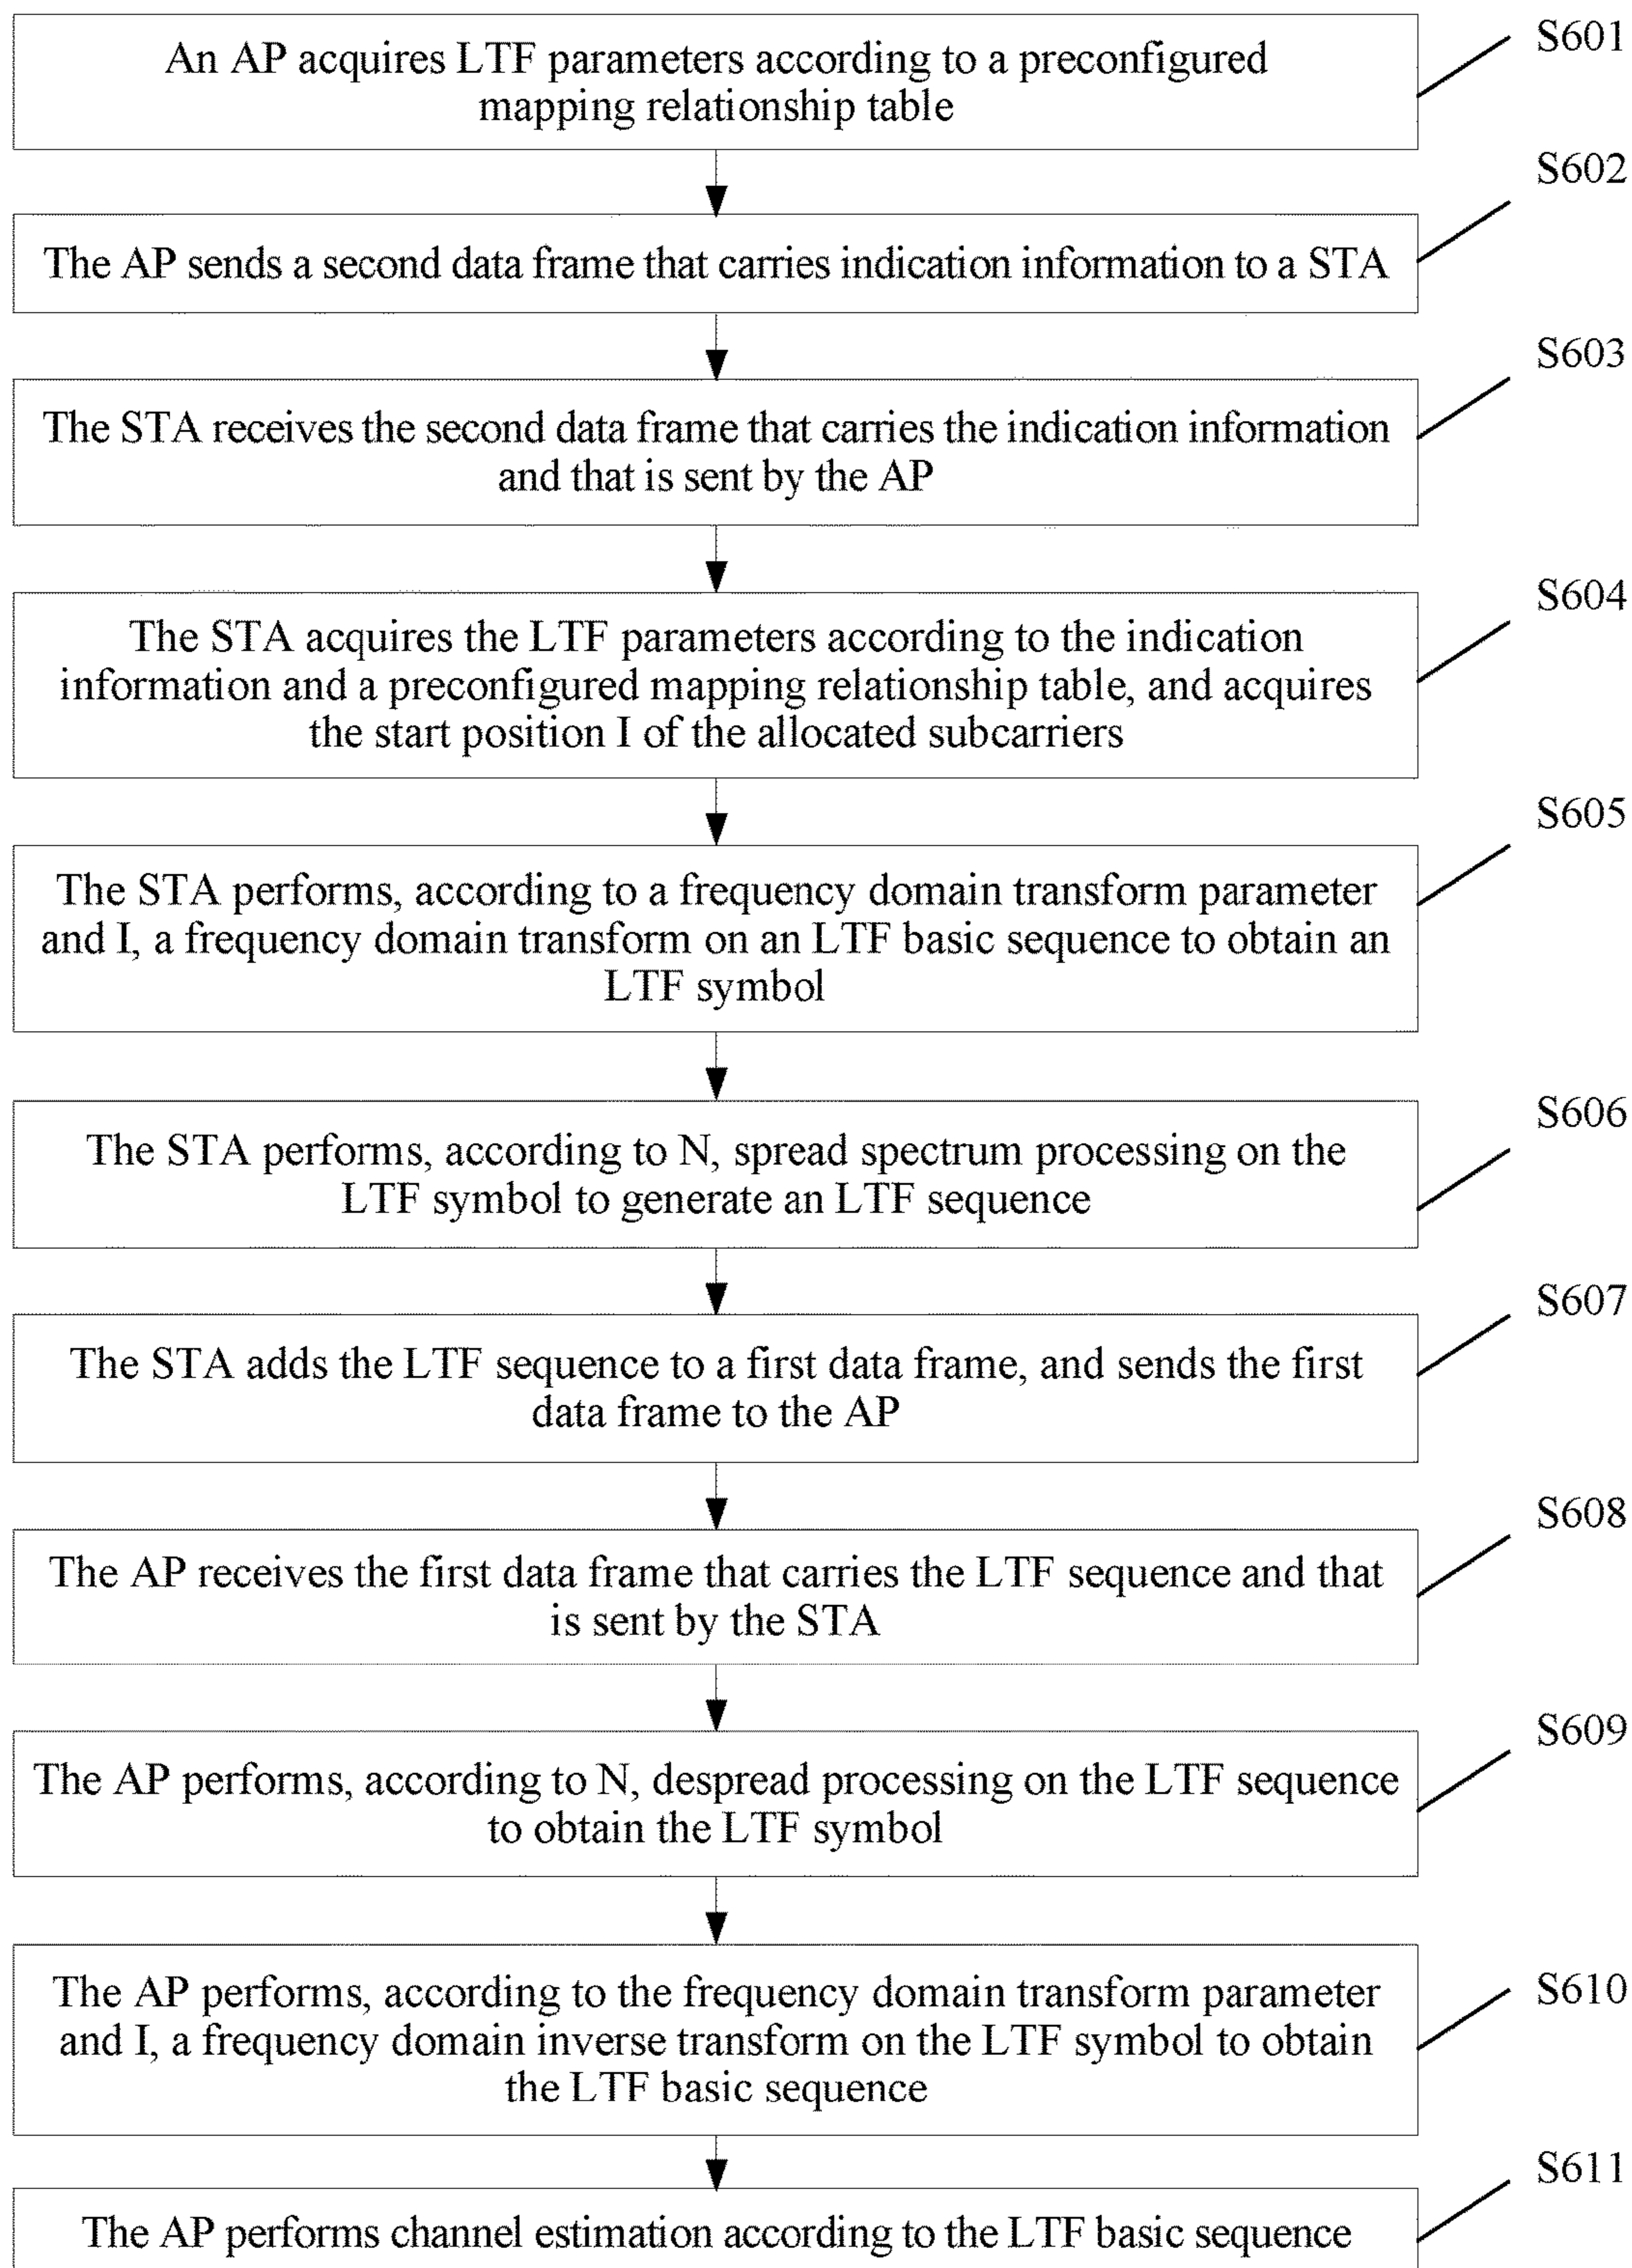 An AP acquires LTF parameters according to a preconfigured
mapping relationship table
S601
The AP sends a second data frame that carries indication information to a STA
S602
The STA receives the second data frame that carries the indication information
and that is sent by the AP
S603
The STA acquires the LTF parameters according to the indication
information and a preconfigured mapping relationship table, and acquires
the start position I of the allocated subcarriers
S604
The STA performs, according to a frequency domain transform parameter
and I, a frequency domain transform on an LTF basic sequence to obtain an
LTF symbol
S605
The STA performs, according to N, spread spectrum processing on the
LTF symbol to generate an LTF sequence
S606
The STA adds the LTF sequence to a first data frame, and sends the first
data frame to the AP
S607
The AP receives the first data frame that carries the LTF sequence and that
is sent by the STA
S608
The AP performs, according to N, despread processing on the LTF sequence
to obtain the LTF symbol
S609
The AP performs, according to the frequency domain transform parameter
and I, a frequency domain inverse transform on the LTF symbol to obtain
the LTF basic sequence
S610
The AP performs channel estimation according to the LTF basic sequence
S611